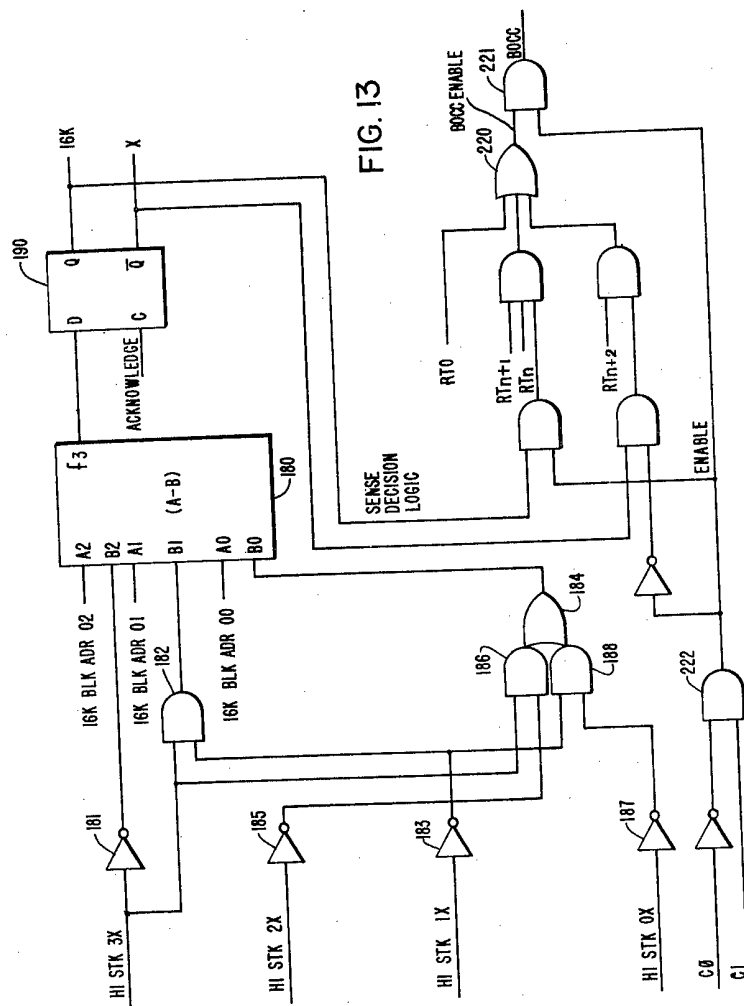 190
16K
X
D
Q
C
Q̅
ACKNOWLEDGE
FIG. 13
f3
(A-B)
180
A2
B2
A1
B1
A0
B0
16K BLK ADR 02
16K BLK ADR 01
16K BLK ADR 00
181
182
HI STK 3X
185
HI STK 2X
183
HI STK 1X
187
HI STK 0X
186
184
188
SENSE
DECISION
LOGIC
RT0
RTn+1
RTn
RTn+2
BOCC ENABLE
220
221
BOCC
ENABLE
222
CØ
C1